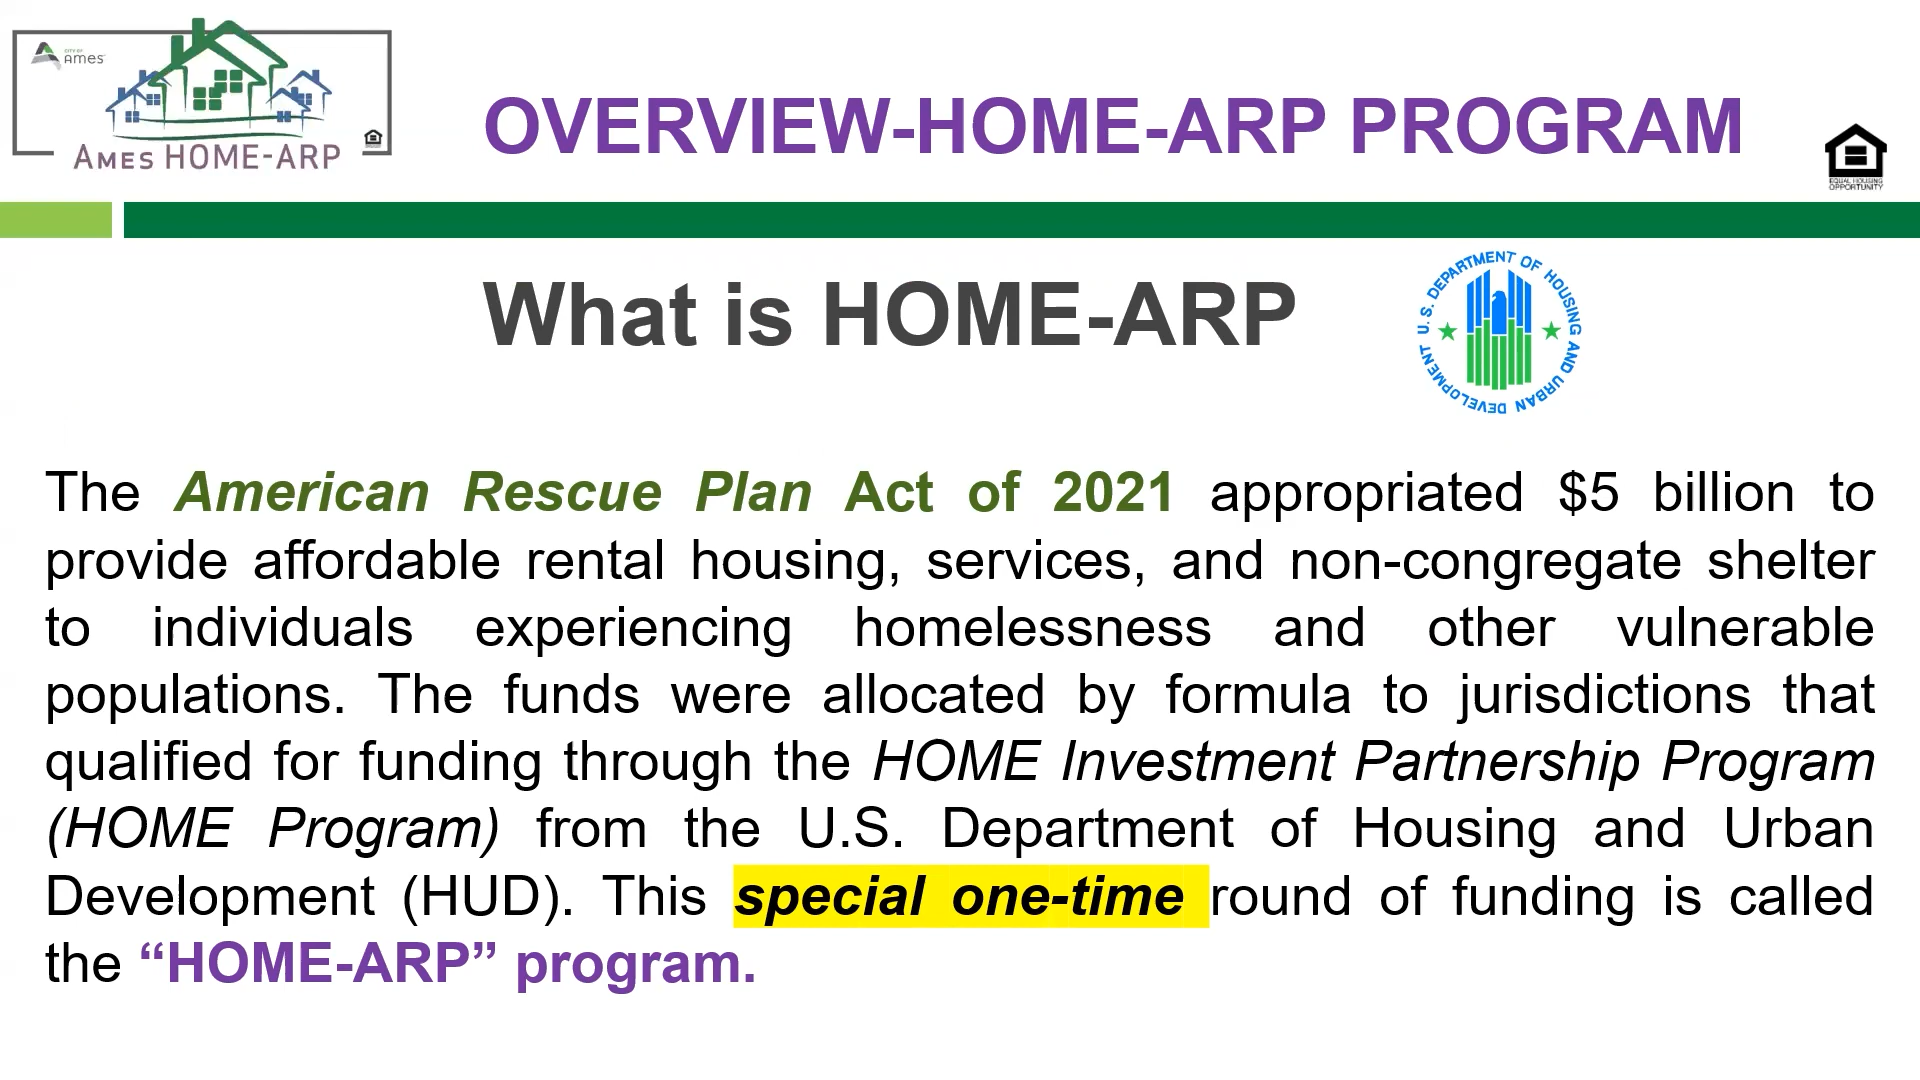 CITY OF
Ames
AMES HOME-ARP
OVERVIEW-HOME-ARP PROGRAM
EQUAL HOUSING
OPPORTUNITY
What is HOME-ARP
U.S. DEPARTMENT OF HOUSING AND URBAN DEVELOPMENT
The American Rescue Plan Act of 2021 appropriated $5 billion to
provide affordable rental housing, services, and non-congregate shelter
to individuals experiencing homelessness and other vulnerable
populations. The funds were allocated by formula to jurisdictions that
qualified for funding through the HOME Investment Partnership Program
(HOME Program) from the U.S. Department of Housing and Urban
Development (HUD). This special one-time round of funding is called
the “HOME-ARP” program.